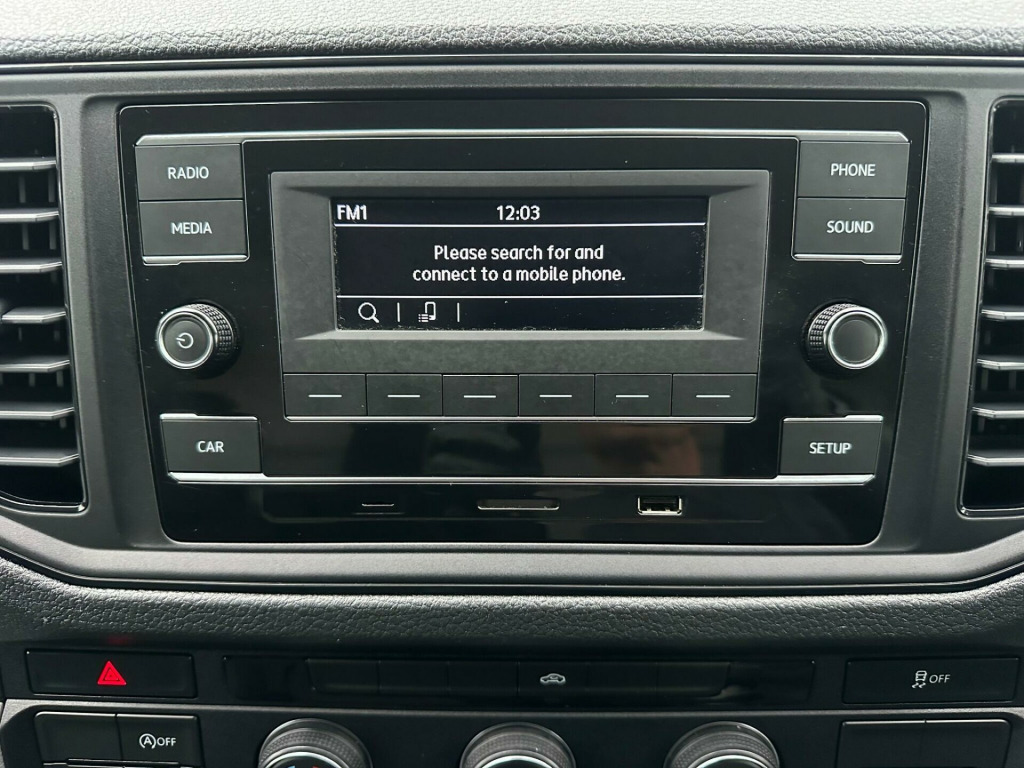 RADIO
PHONE
MEDIA
SOUND
FM1 12:03
Please search for and
connect to a mobile phone.
CAR
SETUP
OFF
A OFF